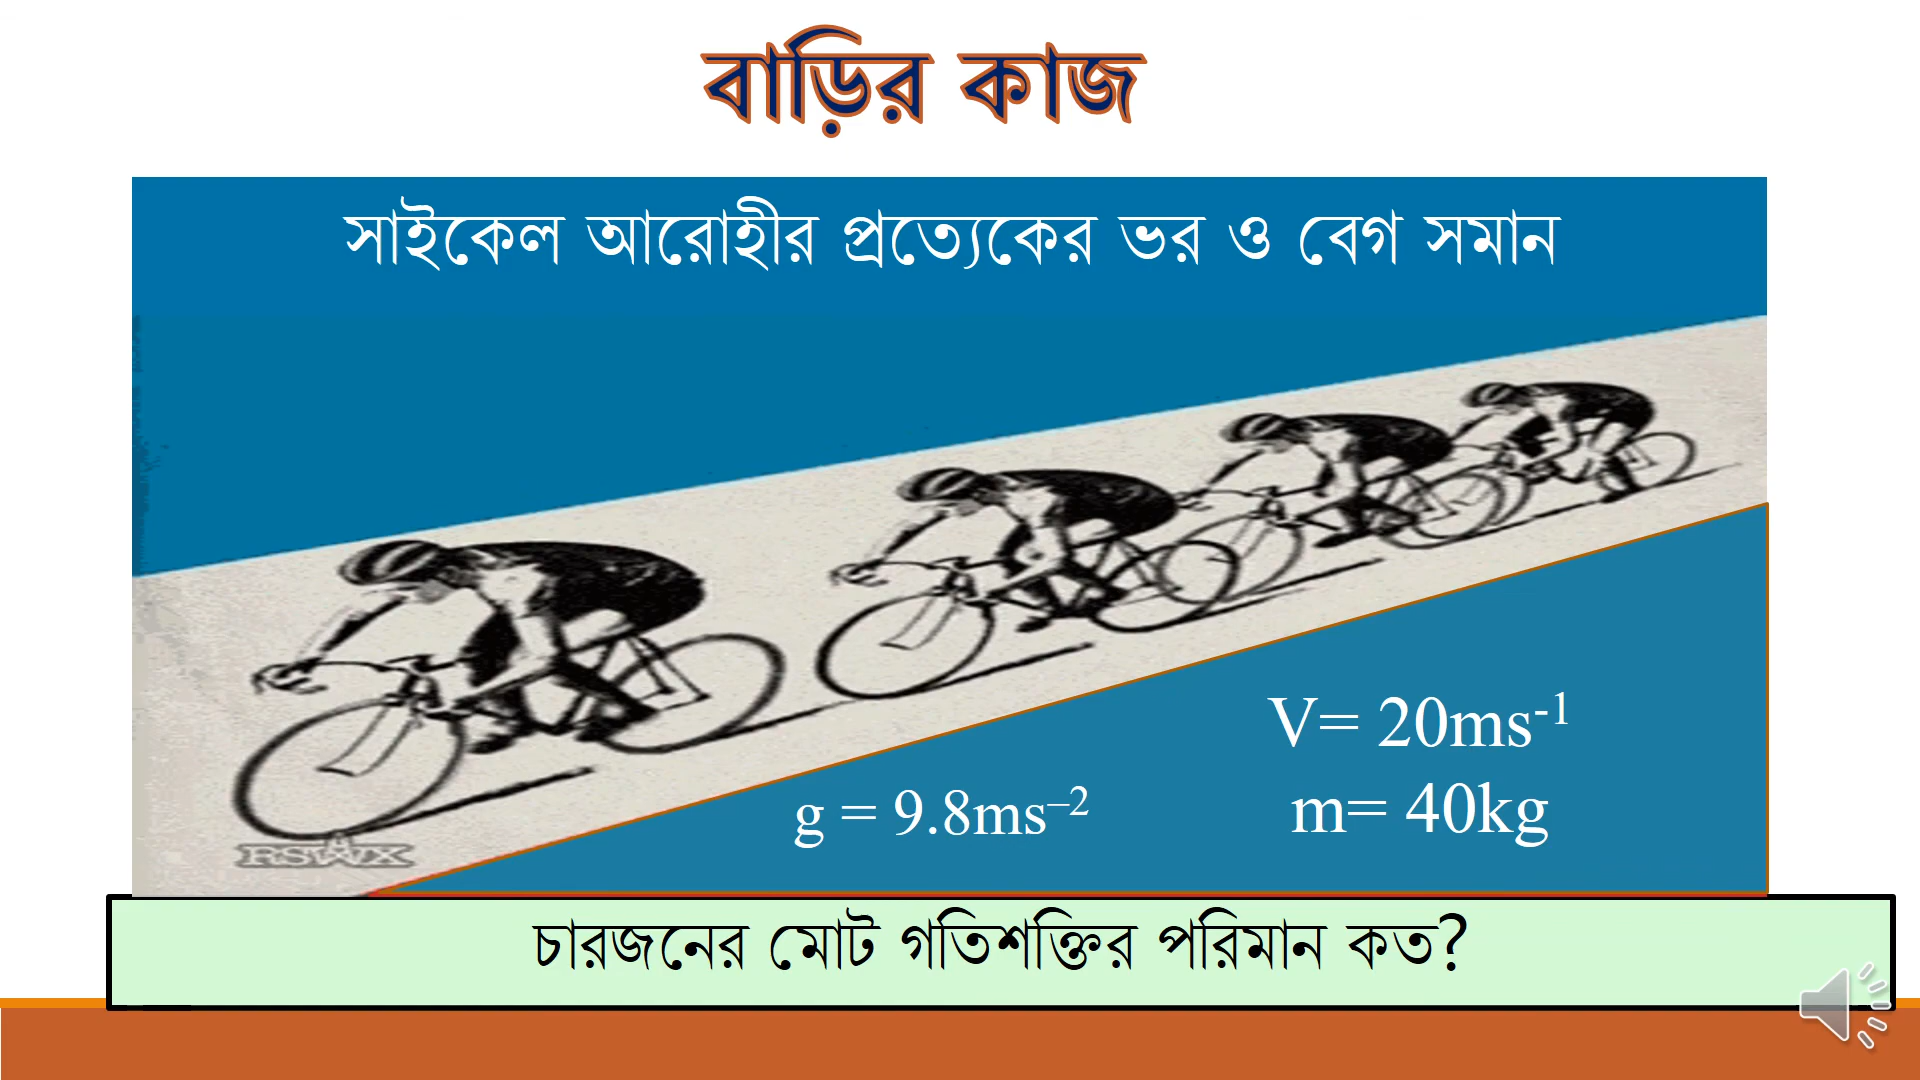 বাড়ির কাজ
সাইকেল আরোহীর প্রত্যেকের ভর ও বেগ সমান
V= 20ms⁻¹
g = 9.8ms⁻²
m= 40kg
চারজনের মোট গতিশক্তির পরিমান কত?